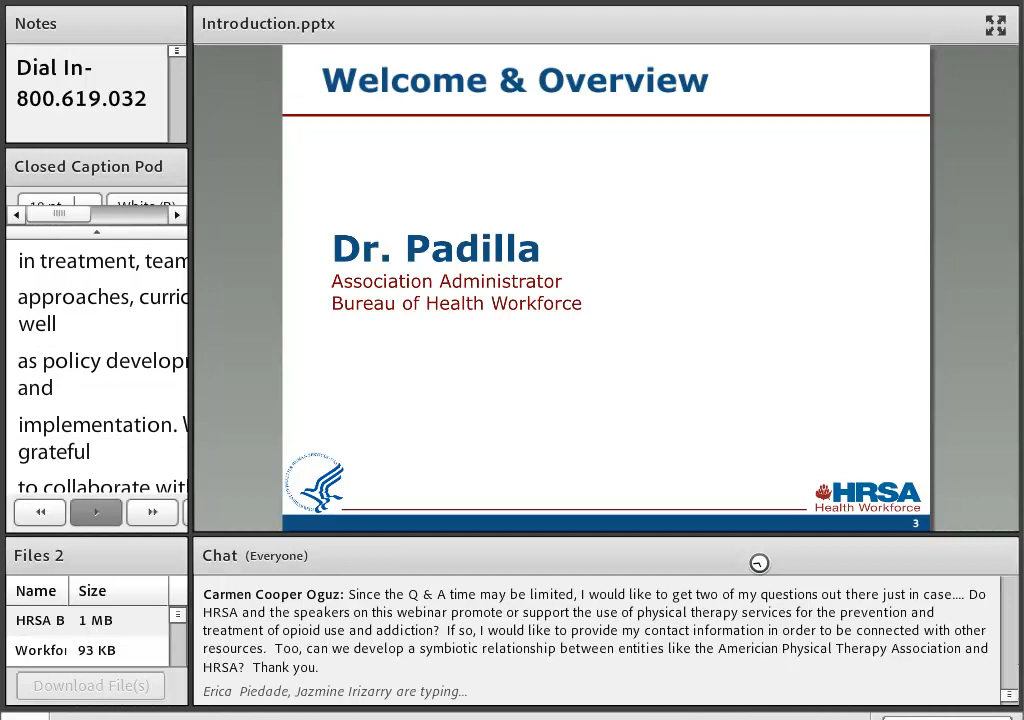 Notes
Dial In-
800.619.032
Closed Caption Pod
in treatment, team
approaches, curric
well
as policy developm
and
implementation. W
grateful
to collaborate with
Files 2
Name Size
HRSA B 1 MB
Workfo 93 KB
Download File(s)
Introduction.pptx
Welcome & Overview
Dr. Padilla
Association Administrator
Bureau of Health Workforce
HRSA
Health Workforce
3
Chat (Everyone)
Carmen Cooper Oguz: Since the Q & A time may be limited, I would like to get two of my questions out there just in case.... Do
HRSA and the speakers on this webinar promote or support the use of physical therapy services for the prevention and
treatment of opioid use and addiction? If so, I would like to provide my contact information in order to be connected with other
resources. Too, can we develop a symbiotic relationship between entities like the American Physical Therapy Association and
HRSA? Thank you.
Erica Piedade, Jazmine Irizarry are typing...